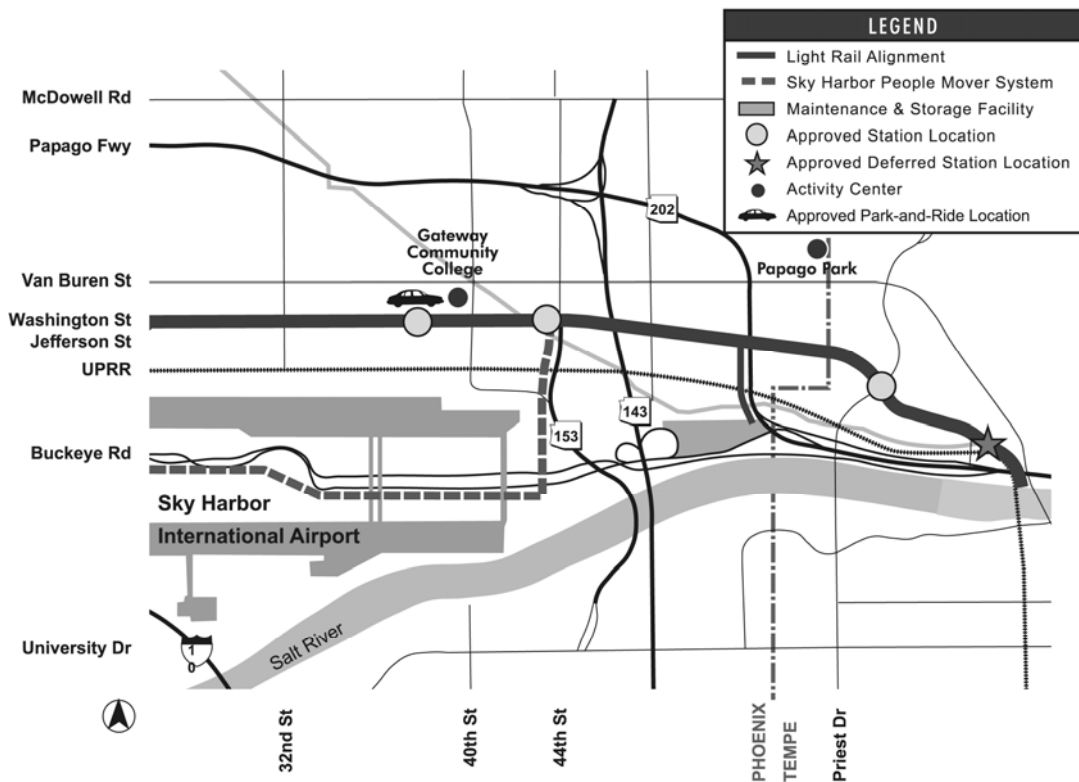 LEGEND
Light Rail Alignment
Sky Harbor People Mover System
Maintenance & Storage Facility
Approved Station Location
Approved Deferred Station Location
Activity Center
Approved Park-and-Ride Location
McDowell Rd
Papago Fwy
202
Gateway
Community
College
Papago Park
Van Buren St
Washington St
Jefferson St
UPRR
143
153
Buckeye Rd
Sky Harbor
International Airport
Salt River
University Dr
1
0
32nd St
40th St
44th St
PHOENIX
TEMPE
Priest Dr